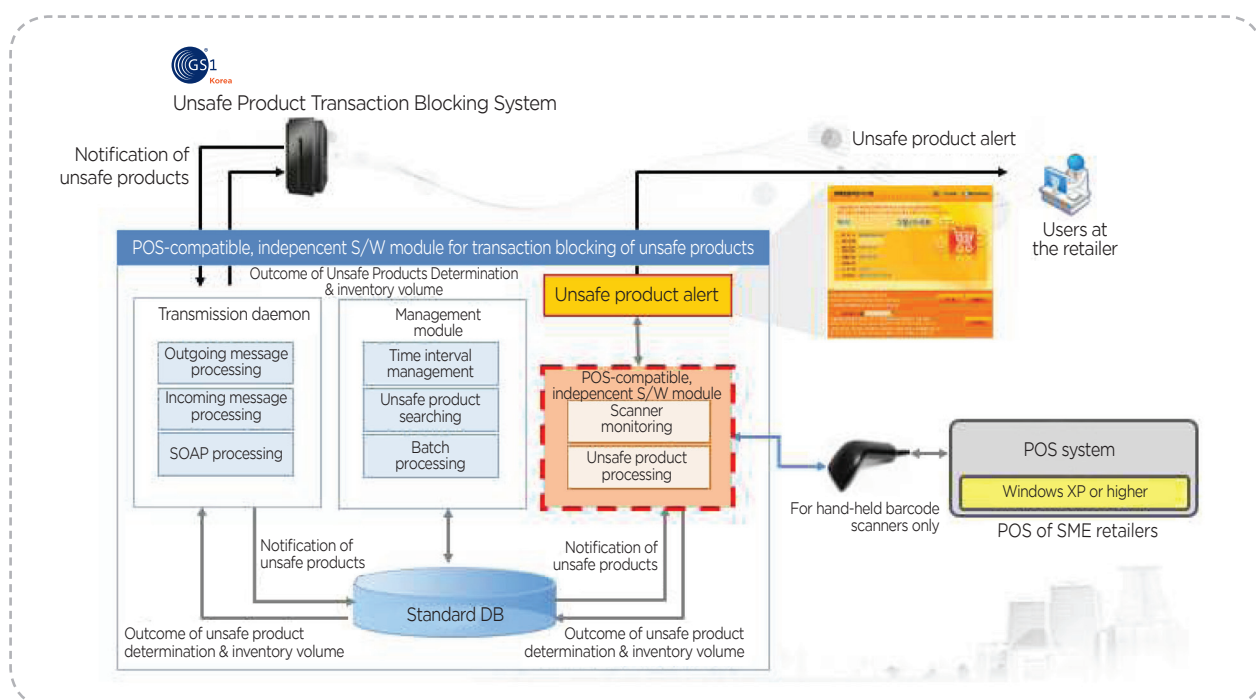 GS1
Korea
Unsafe Product Transaction Blocking System
Notification of
unsafe products
Unsafe product alert
Users at
the retailer
POS-compatible, indepencent S/W module for transaction blocking of unsafe products
Outcome of Unsafe Products Determination
& inventory volume
Unsafe product alert
Transmission daemon
Outgoing message
processing
Incoming message
processing
SOAP processing
Management
module
Time interval
management
Unsafe product
searching
Batch
processing
POS-compatible,
indepencent S/W module
Scanner
monitoring
Unsafe product
processing
For hand-held barcode
scanners only
POS system
Windows XP or higher
POS of SME retailers
Notification of
unsafe products
Notification of
unsafe products
Standard DB
Outcome of unsafe product
determination & inventory volume
Outcome of unsafe product
determination & inventory volume